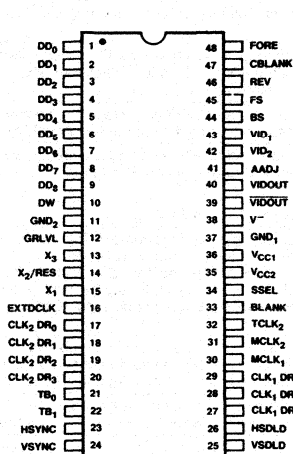 DD₀ 1 48 FORE
DD₁ 2 47 CBLANK
DD₂ 3 46 REV
DD₃ 4 45 FS
DD₄ 5 44 BS
DD₅ 6 43 VID₁
DD₆ 7 42 VID₂
DD₇ 8 41 AADJ
DD₈ 9 40 VIDOUT
DW 10 39 VIDOUT
GND₂ 11 38 V⁻
GRLVL 12 37 GND₁
X₃ 13 36 VCC1
X₂/RES 14 35 VCC2
X₁ 15 34 SSEL
EXTDCLK 16 33 BLANK
CLK₂ DR₀ 17 32 TCLK₂
CLK₂ DR₁ 18 31 MCLK₂
CLK₂ DR₂ 19 30 MCLK₁
CLK₂ DR₃ 20 29 CLK₁ DR
TB₀ 21 28 CLK₁ DR
TB₁ 22 27 CLK₁ DR
HSYNC 23 26 HSDLD
VSYNC 24 25 VSDLD